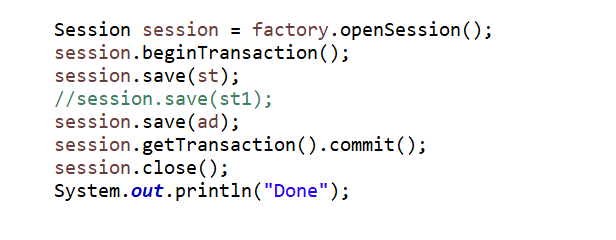 Session session = factory.openSession();
session.beginTransaction();
session.save(st);
//session.save(st1);
session.save(ad);
session.getTransaction().commit();
session.close();
System.out.println("Done");